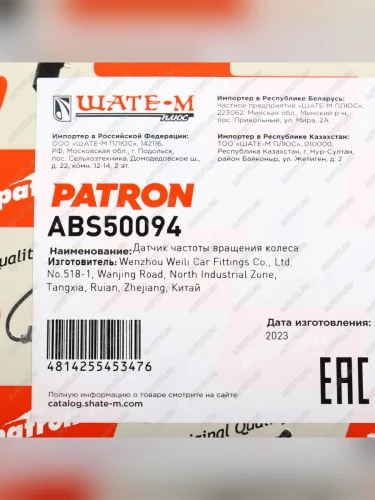 ШАТЕ-М
ПЛЮС
Импортер в Российской Федерации:
ООО «ШАТЕ-М ПЛЮС», 142116,
РФ, Московская обл., г. Подольск,
пос. Сельхозтехника, Домодедовское ш.,
д. 22, комн. 12-14, 2 эт.
Импортер в Республике Беларусь:
Частное предприятие «ШАТЕ-М ПЛЮС»,
223062, Минская обл., Минский р-н,
пос. Привольный, ул. Мира, 2А.
Импортер в Республике Казахстан:
ТОО «ШАТЕ-М ПЛЮС», 010000,
Республика Казахстан, г. Нур-Султан,
район Байконыр, ул. Жетиген, д. 2
PATRON
ABS50094
Наименование: Датчик частоты вращения колеса
Изготовитель: Wenzhou Weili Car Fittings Co., Ltd.
No.518-1, Wanjing Road, North Industrial Zone,
Tangxia, Ruian, Zhejiang, Китай
Дата изготовления:
2023
4814255453476
EAC
Полную информацию о товаре смотрите на сайте:
catalog.shate-m.com
patron
Original Quality